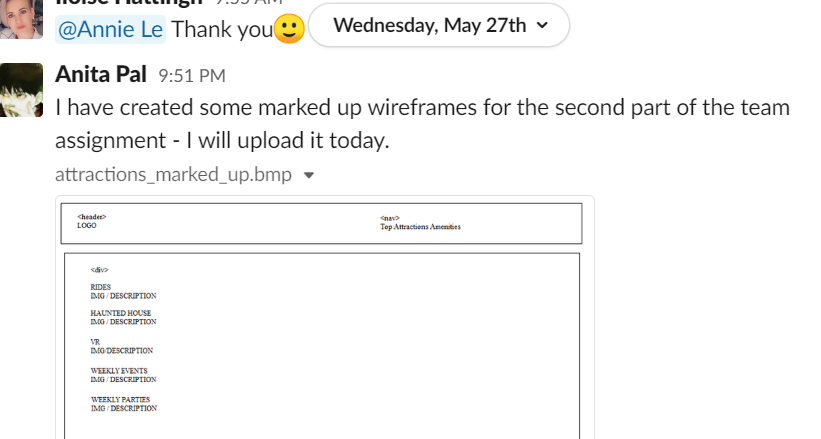 @Annie Le Thank you
Wednesday, May 27th
Anita Pal 9:51 PM
I have created some marked up wireframes for the second part of the team
assignment - I will upload it today.
attractions_marked_up.bmp
<header>
LOGO
<nav>
Top Attractions Amenities
<div>
RIDES
IMG / DESCRIPTION
HAUNTED HOUSE
IMG / DESCRIPTION
VR
IMG/DESCRIPTION
WEEKLY EVENTS
IMG / DESCRIPTION
WEEKLY PARTIES
IMG / DESCRIPTION